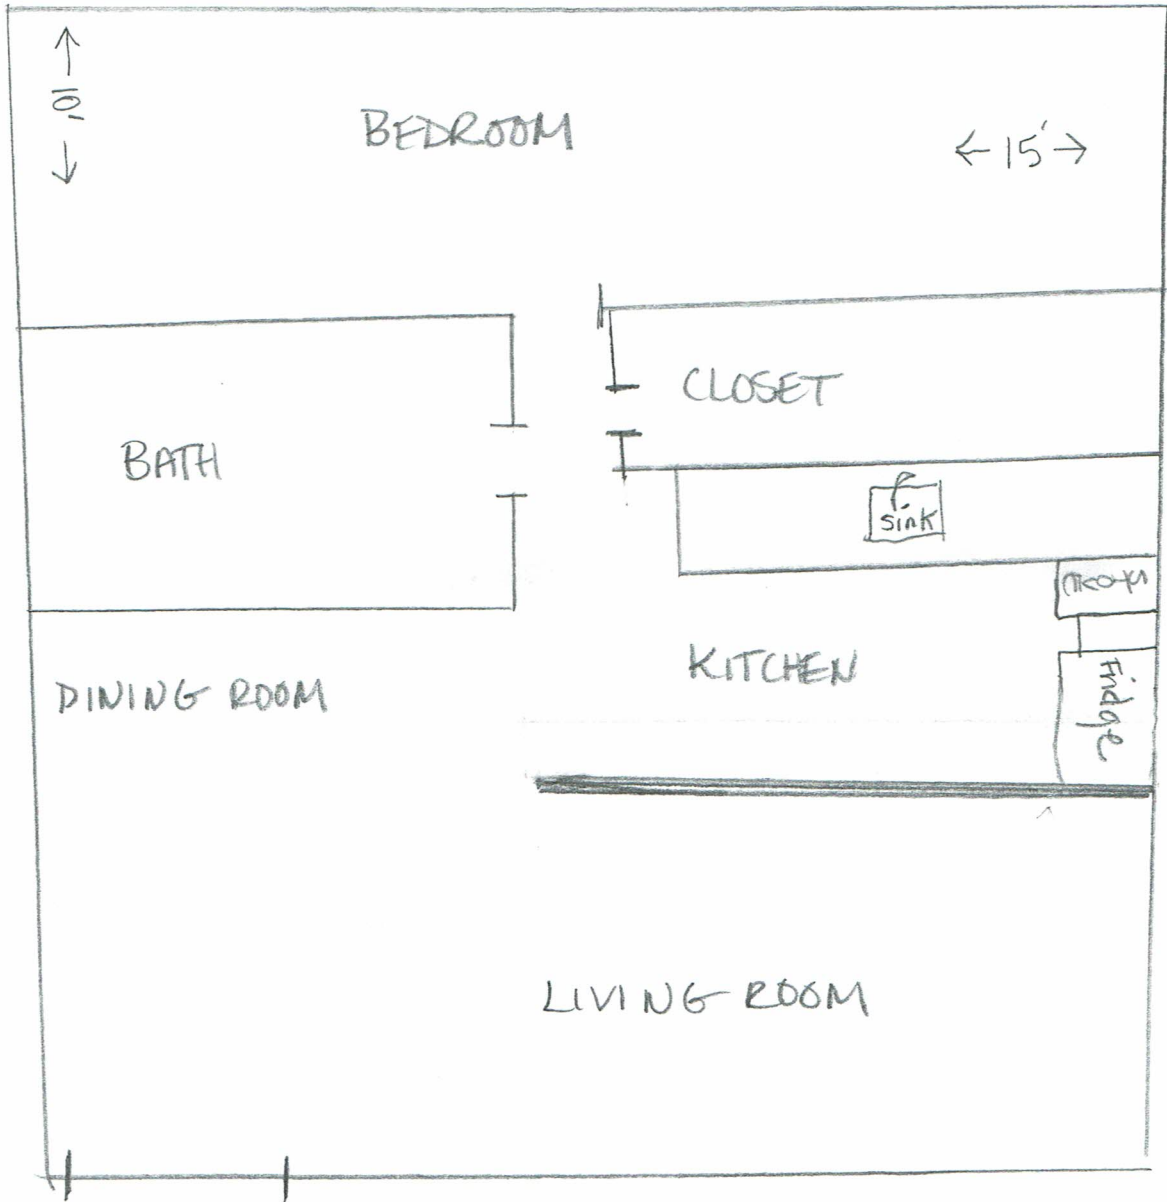 10'
BEDROOM
15'
CLOSET
BATH
sink
KITCHEN
DINING ROOM
Fridge
LIVING ROOM